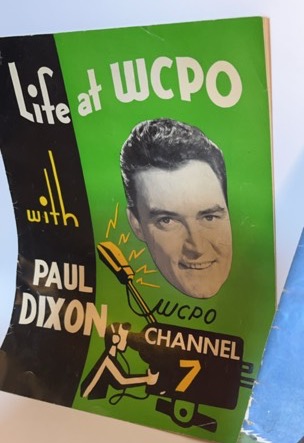 Life at WCPO
with
PAUL
DIXON
WCPO
CHANNEL
7